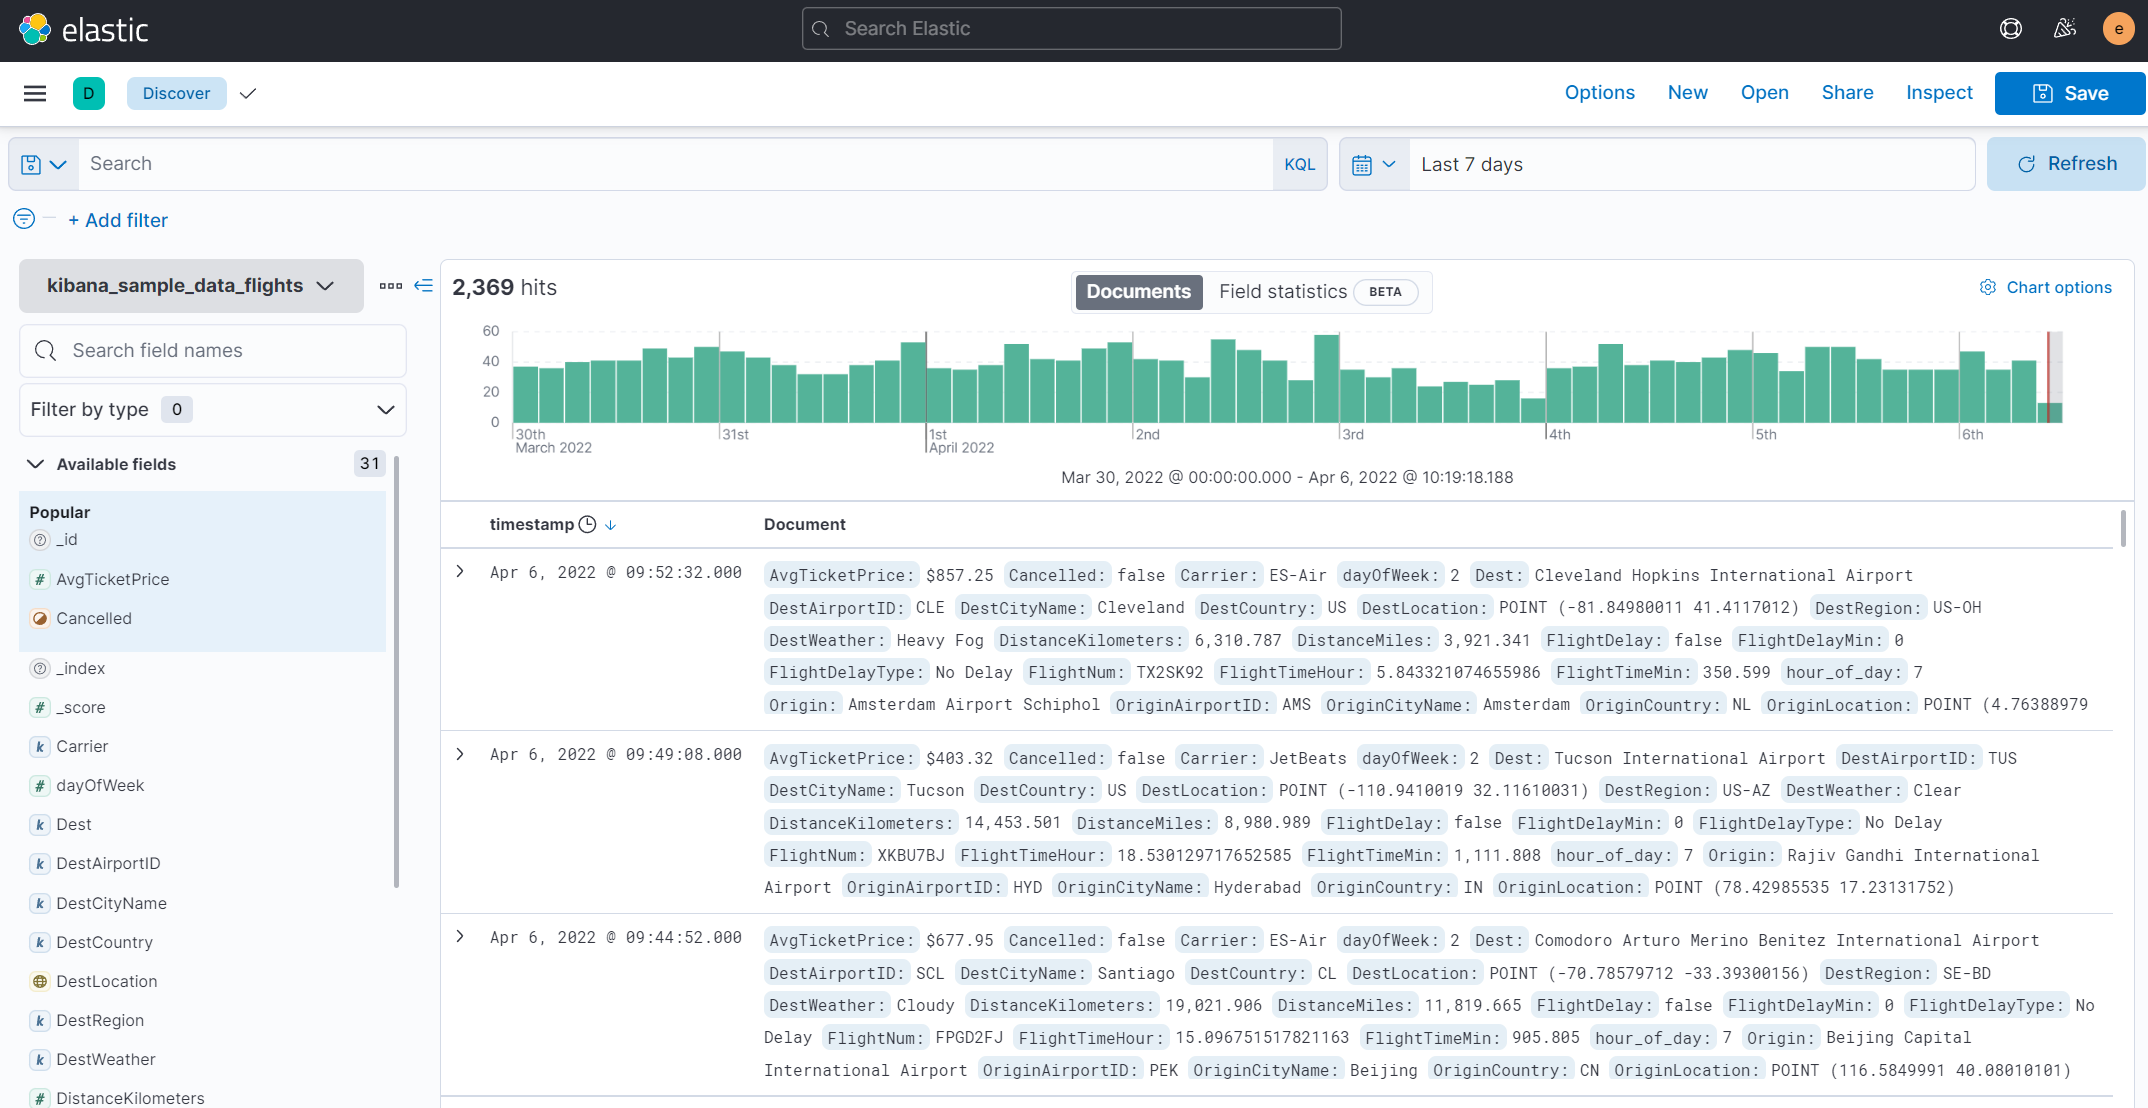 elastic
Search Elastic
e
D
Discover
Options New Open Share Inspect Save
Search
KQL
Last 7 days
Refresh
+ Add filter
kibana_sample_data_flights
Search field names
Filter by type 0
Available fields 31
Popular
_id
# AvgTicketPrice
Cancelled
_index
# _score
k Carrier
# dayOfWeek
k Dest
k DestAirportID
k DestCityName
k DestCountry
DestLocation
k DestRegion
k DestWeather
# DistanceKilometers
2,369 hits
Documents Field statistics BETA
Chart options
60
40
20
0
30th 31st 1st 2nd 3rd 4th 5th 6th
March 2022 April 2022
Mar 30, 2022 @ 00:00:00.000 - Apr 6, 2022 @ 10:19:18.188
timestamp Document
Apr 6, 2022 @ 09:52:32.000
AvgTicketPrice: $857.25 Cancelled: false Carrier: ES-Air dayOfWeek: 2 Dest: Cleveland Hopkins International Airport
DestAirportID: CLE DestCityName: Cleveland DestCountry: US DestLocation: POINT (-81.84980011 41.4117012) DestRegion: US-OH
DestWeather: Heavy Fog DistanceKilometers: 6,310.787 DistanceMiles: 3,921.341 FlightDelay: false FlightDelayMin: 0
FlightDelayType: No Delay FlightNum: TX2SK92 FlightTimeHour: 5.843321074655986 FlightTimeMin: 350.599 hour_of_day: 7
Origin: Amsterdam Airport Schiphol OriginAirportID: AMS OriginCityName: Amsterdam OriginCountry: NL OriginLocation: POINT (4.76388979
Apr 6, 2022 @ 09:49:08.000
AvgTicketPrice: $403.32 Cancelled: false Carrier: JetBeats dayOfWeek: 2 Dest: Tucson International Airport DestAirportID: TUS
DestCityName: Tucson DestCountry: US DestLocation: POINT (-110.9410019 32.11610031) DestRegion: US-AZ DestWeather: Clear
DistanceKilometers: 14,453.501 DistanceMiles: 8,980.989 FlightDelay: false FlightDelayMin: 0 FlightDelayType: No Delay
FlightNum: XKBU7BJ FlightTimeHour: 18.530129717652585 FlightTimeMin: 1,111.808 hour_of_day: 7 Origin: Rajiv Gandhi International
Airport OriginAirportID: HYD OriginCityName: Hyderabad OriginCountry: IN OriginLocation: POINT (78.42985535 17.23131752)
Apr 6, 2022 @ 09:44:52.000
AvgTicketPrice: $677.95 Cancelled: false Carrier: ES-Air dayOfWeek: 2 Dest: Comodoro Arturo Merino Benitez International Airport
DestAirportID: SCL DestCityName: Santiago DestCountry: CL DestLocation: POINT (-70.78579712 -33.39300156) DestRegion: SE-BD
DestWeather: Cloudy DistanceKilometers: 19,021.906 DistanceMiles: 11,819.665 FlightDelay: false FlightDelayMin: 0 FlightDelayType: No
Delay FlightNum: FPGD2FJ FlightTimeHour: 15.096751517821163 FlightTimeMin: 905.805 hour_of_day: 7 Origin: Beijing Capital
International Airport OriginAirportID: PEK OriginCityName: Beijing OriginCountry: CN OriginLocation: POINT (116.5849991 40.08010101)